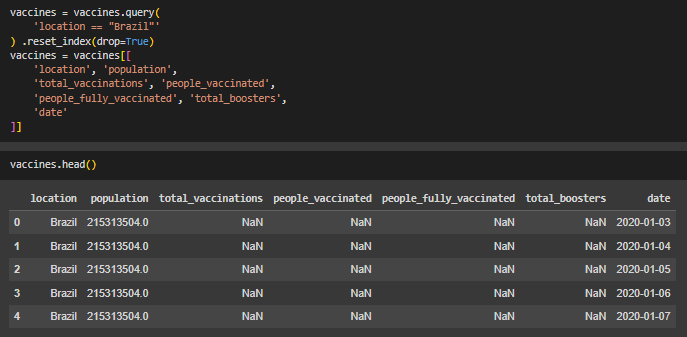 vaccines = vaccines.query(
    'location == "Brazil"'
) .reset_index(drop=True)
vaccines = vaccines[[
    'location', 'population',
    'total_vaccinations', 'people_vaccinated',
    'people_fully_vaccinated', 'total_boosters',
    'date'
]]
vaccines.head()
location population total_vaccinations people_vaccinated people_fully_vaccinated total_boosters date
0 Brazil 215313504.0 NaN NaN NaN NaN 2020-01-03
1 Brazil 215313504.0 NaN NaN NaN NaN 2020-01-04
2 Brazil 215313504.0 NaN NaN NaN NaN 2020-01-05
3 Brazil 215313504.0 NaN NaN NaN NaN 2020-01-06
4 Brazil 215313504.0 NaN NaN NaN NaN 2020-01-07